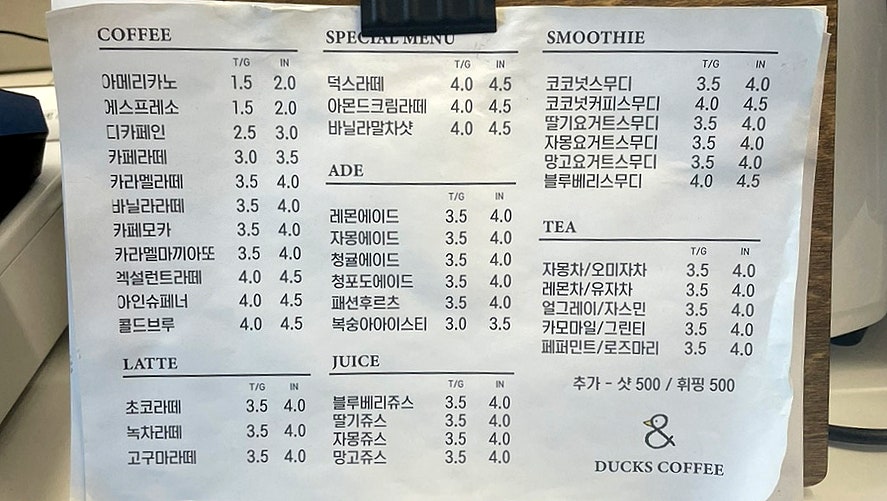 COFFEE
T/G IN
아메리카노 1.5 2.0
에스프레소 1.5 2.0
디카페인 2.5 3.0
카페라떼 3.0 3.5
카라멜라떼 3.5 4.0
바닐라라떼 3.5 4.0
카페모카 3.5 4.0
카라멜마끼아또 3.5 4.0
엑설런트라떼 4.0 4.5
아인슈페너 4.0 4.5
콜드브루 4.0 4.5
LATTE
T/G IN
초코라떼 3.5 4.0
녹차라떼 3.5 4.0
고구마라떼 3.5 4.0
SPECIAL MENU
T/G IN
덕스라떼 4.0 4.5
아몬드크림라떼 4.0 4.5
바닐라말차샷 4.0 4.5
ADE
T/G IN
레몬에이드 3.5 4.0
자몽에이드 3.5 4.0
청귤에이드 3.5 4.0
청포도에이드 3.5 4.0
패션후르츠 3.5 4.0
복숭아아이스티 3.0 3.5
JUICE
T/G IN
블루베리쥬스 3.5 4.0
딸기쥬스 3.5 4.0
자몽쥬스 3.5 4.0
망고쥬스 3.5 4.0
SMOOTHIE
T/G IN
코코넛스무디 3.5 4.0
코코넛커피스무디 4.0 4.5
딸기요거트스무디 3.5 4.0
자몽요거트스무디 3.5 4.0
망고요거트스무디 3.5 4.0
블루베리스무디 4.0 4.5
TEA
T/G IN
자몽차/오미자차 3.5 4.0
레몬차/유자차 3.5 4.0
얼그레이/자스민 3.5 4.0
카모마일/그린티 3.5 4.0
페퍼민트/로즈마리 3.5 4.0
추가 - 샷 500 / 휘핑 500
&
DUCKS COFFEE